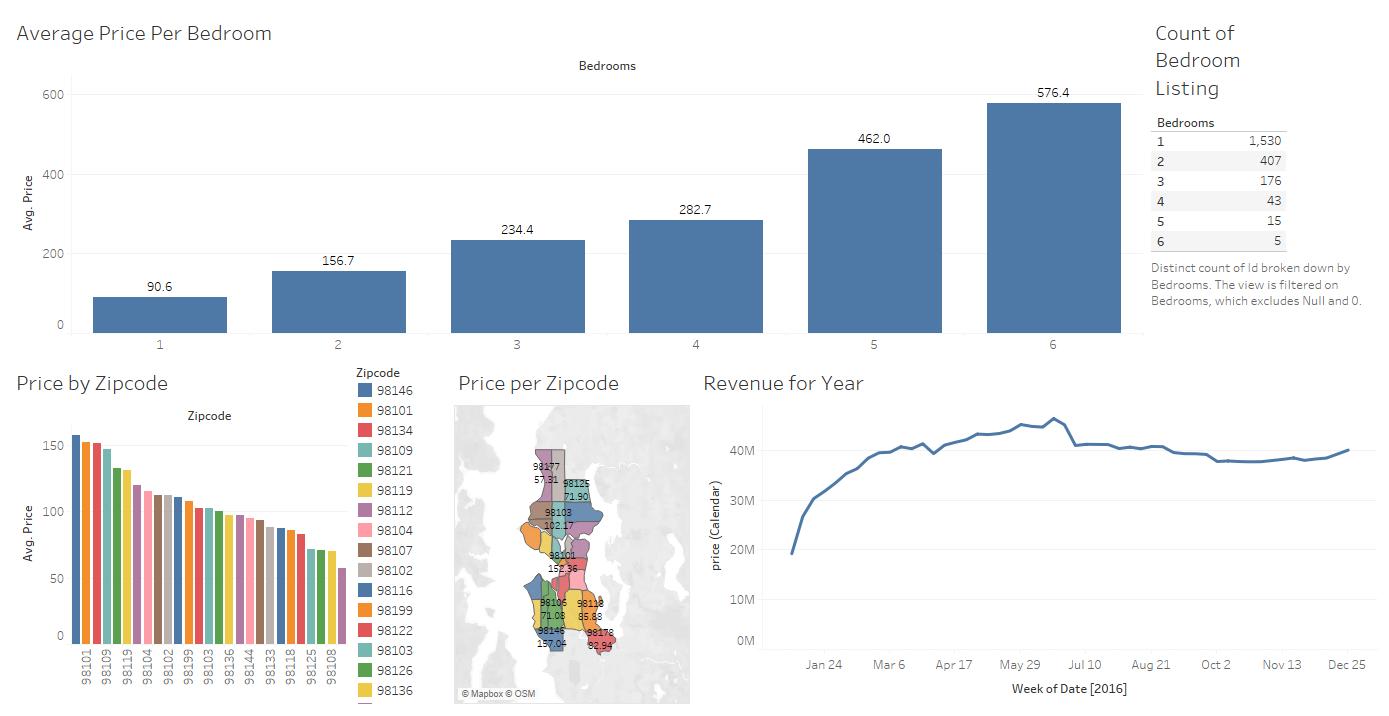 Average Price Per Bedroom
Bedrooms
Avg. Price
600
400
200
0
90.6
156.7
234.4
282.7
462.0
576.4
1
2
3
4
5
6
Count of
Bedroom
Listing
Bedrooms
1 1,530
2 407
3 176
4 43
5 15
6 5
Distinct count of Id broken down by
Bedrooms. The view is filtered on
Bedrooms, which excludes Null and 0.
Price by Zipcode
Zipcode
Avg. Price
150
100
50
0
98101
98109
98119
98104
98102
98199
98103
98136
98144
98133
98118
98125
98108
Zipcode
98146
98101
98134
98109
98121
98119
98112
98104
98107
98102
98116
98199
98122
98103
98126
98136
Price per Zipcode
98177
57.31
98125
71.90
98103
102.17
98101
152.36
98106
71.03
98118
85.88
98146
157.04
98178
82.94
© Mapbox © OSM
Revenue for Year
price (Calendar)
40M
30M
20M
10M
0M
Jan 24
Mar 6
Apr 17
May 29
Jul 10
Aug 21
Oct 2
Nov 13
Dec 25
Week of Date [2016]